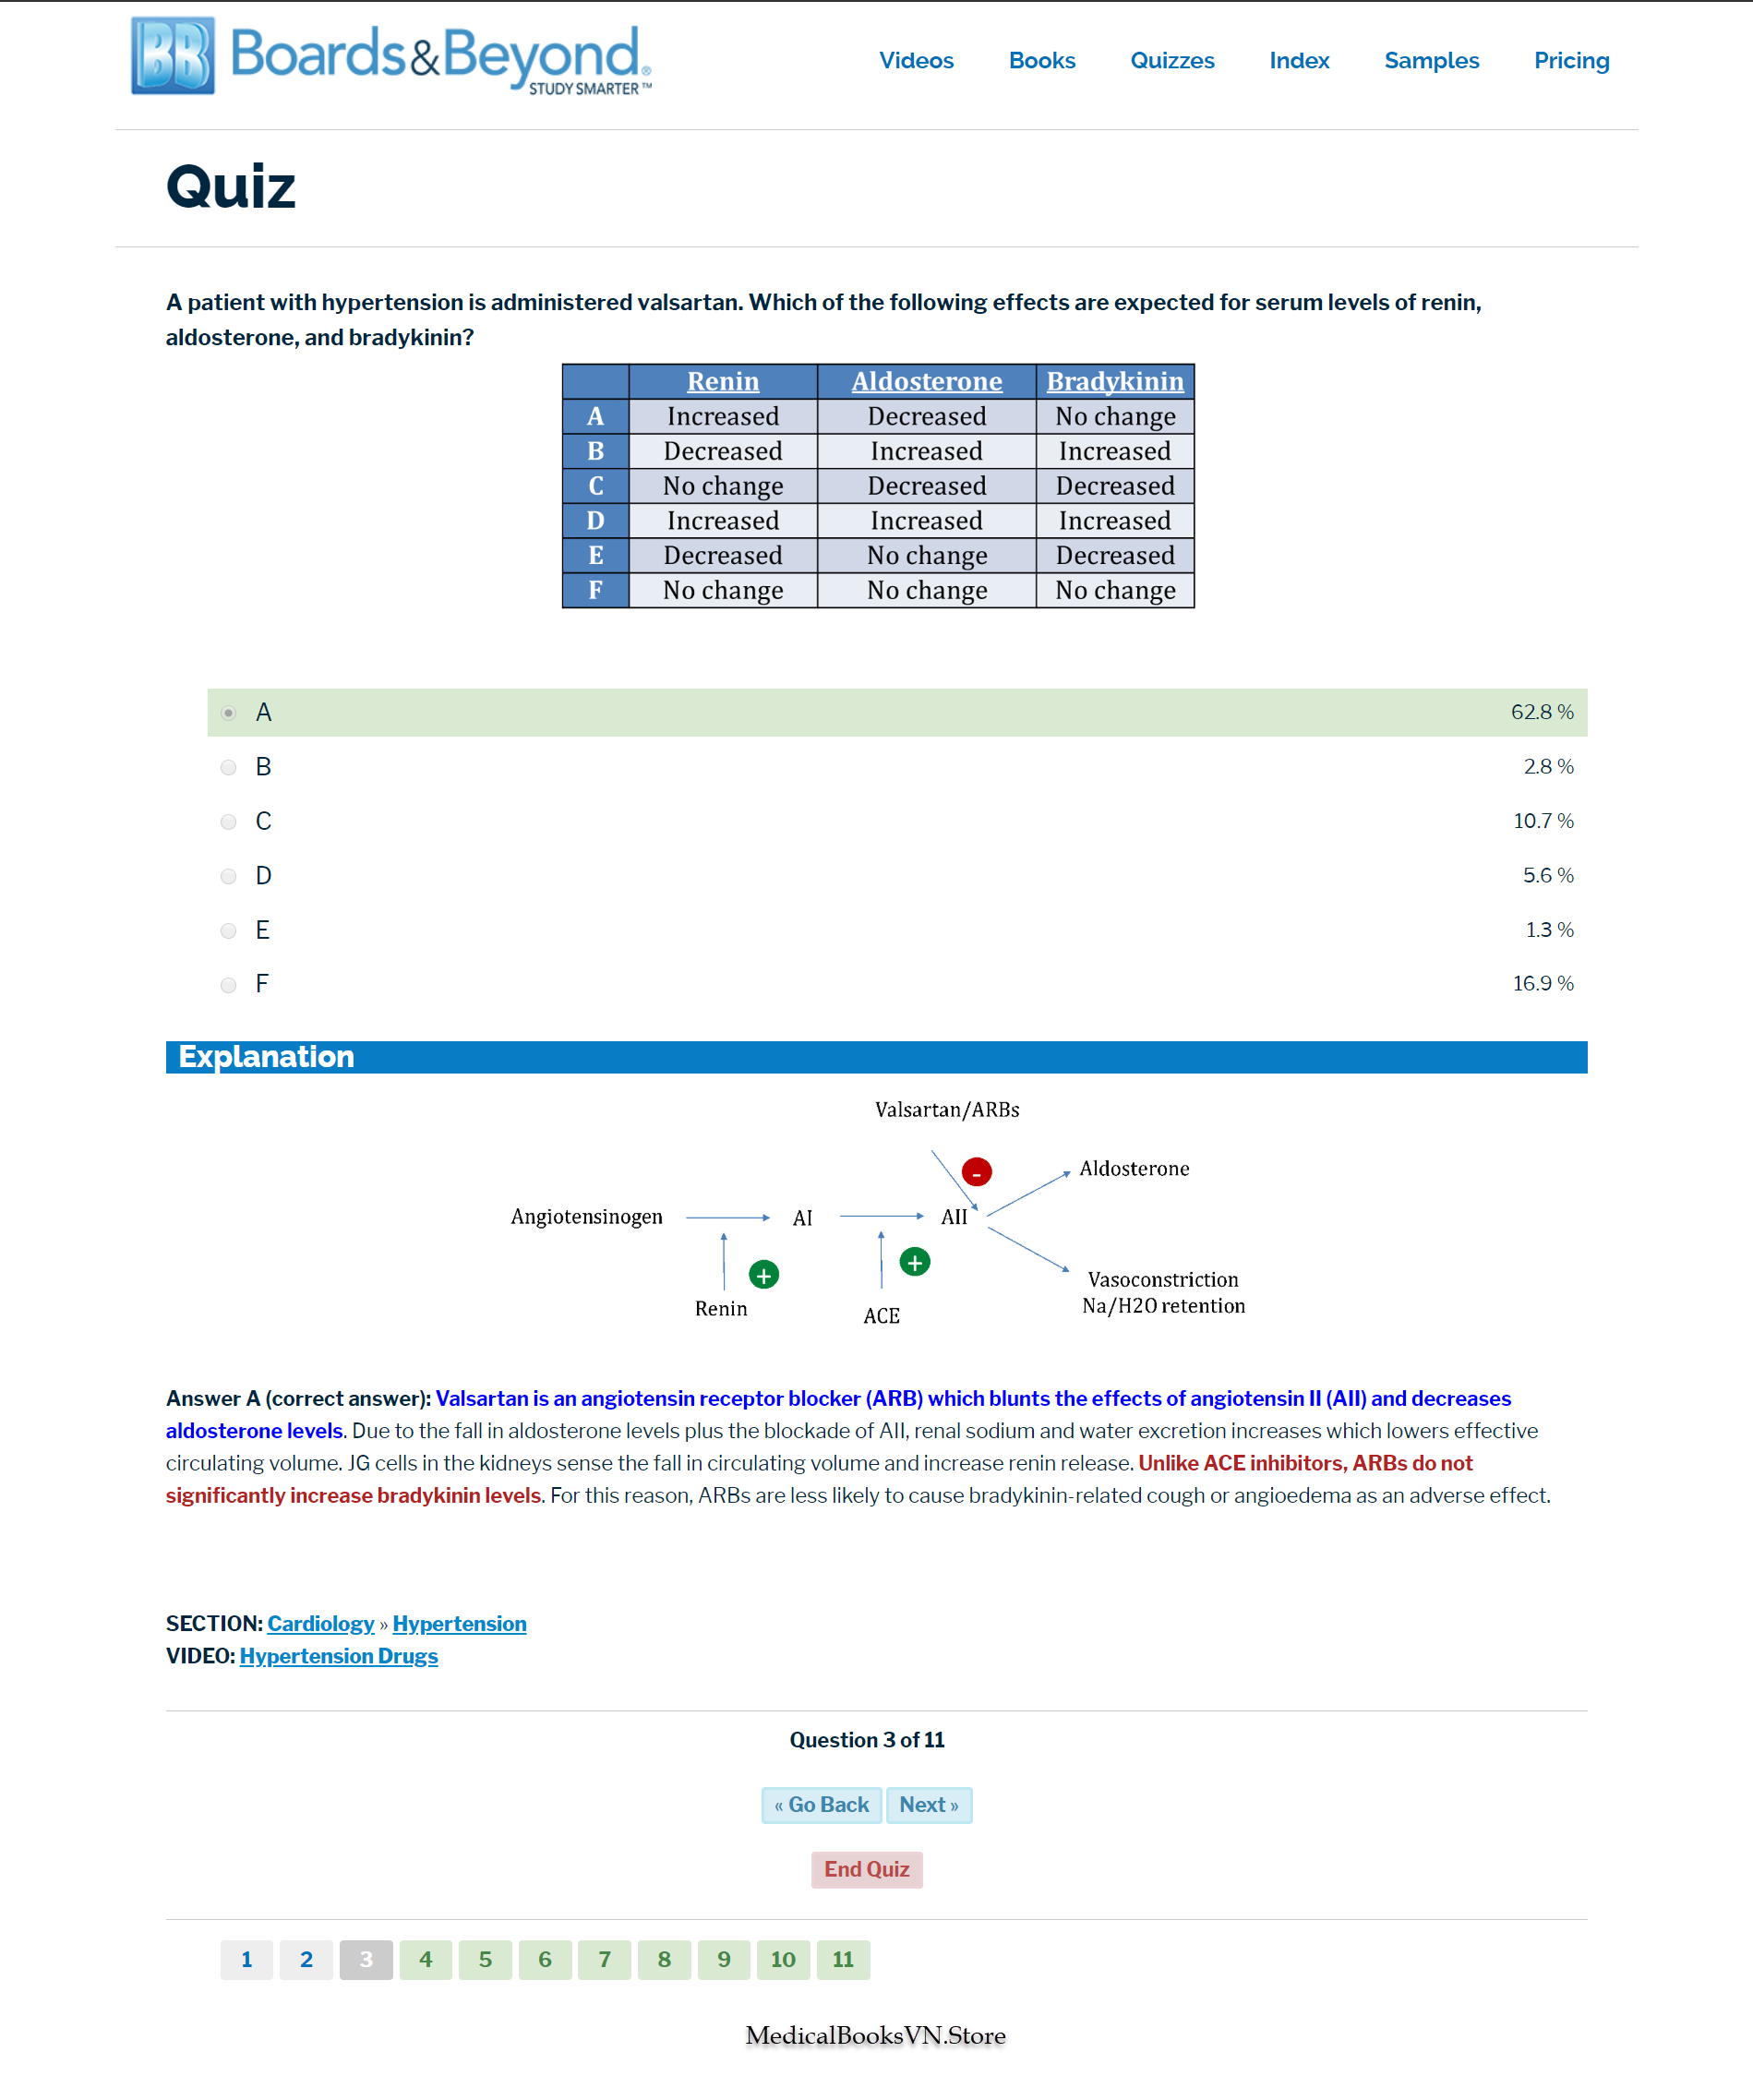 BB Boards&Beyond®
STUDY SMARTER™
Videos Books Quizzes Index Samples Pricing
Quiz
A patient with hypertension is administered valsartan. Which of the following effects are expected for serum levels of renin,
aldosterone, and bradykinin?
Renin Aldosterone Bradykinin
A Increased Decreased No change
B Decreased Increased Increased
C No change Decreased Decreased
D Increased Increased Increased
E Decreased No change Decreased
F No change No change No change
A 62.8 %
B 2.8 %
C 10.7 %
D 5.6 %
E 1.3 %
F 16.9 %
Explanation
Valsartan/ARBs
-
Aldosterone
Angiotensinogen AI AII
+ +
Vasoconstriction
Na/H2O retention
Renin
ACE
Answer A (correct answer): Valsartan is an angiotensin receptor blocker (ARB) which blunts the effects of angiotensin II (AII) and decreases
aldosterone levels. Due to the fall in aldosterone levels plus the blockade of AII, renal sodium and water excretion increases which lowers effective
circulating volume. JG cells in the kidneys sense the fall in circulating volume and increase renin release. Unlike ACE inhibitors, ARBs do not
significantly increase bradykinin levels. For this reason, ARBs are less likely to cause bradykinin-related cough or angioedema as an adverse effect.
SECTION: Cardiology » Hypertension
VIDEO: Hypertension Drugs
Question 3 of 11
« Go Back Next »
End Quiz
1 2 3 4 5 6 7 8 9 10 11
MedicalBooksVN.Store